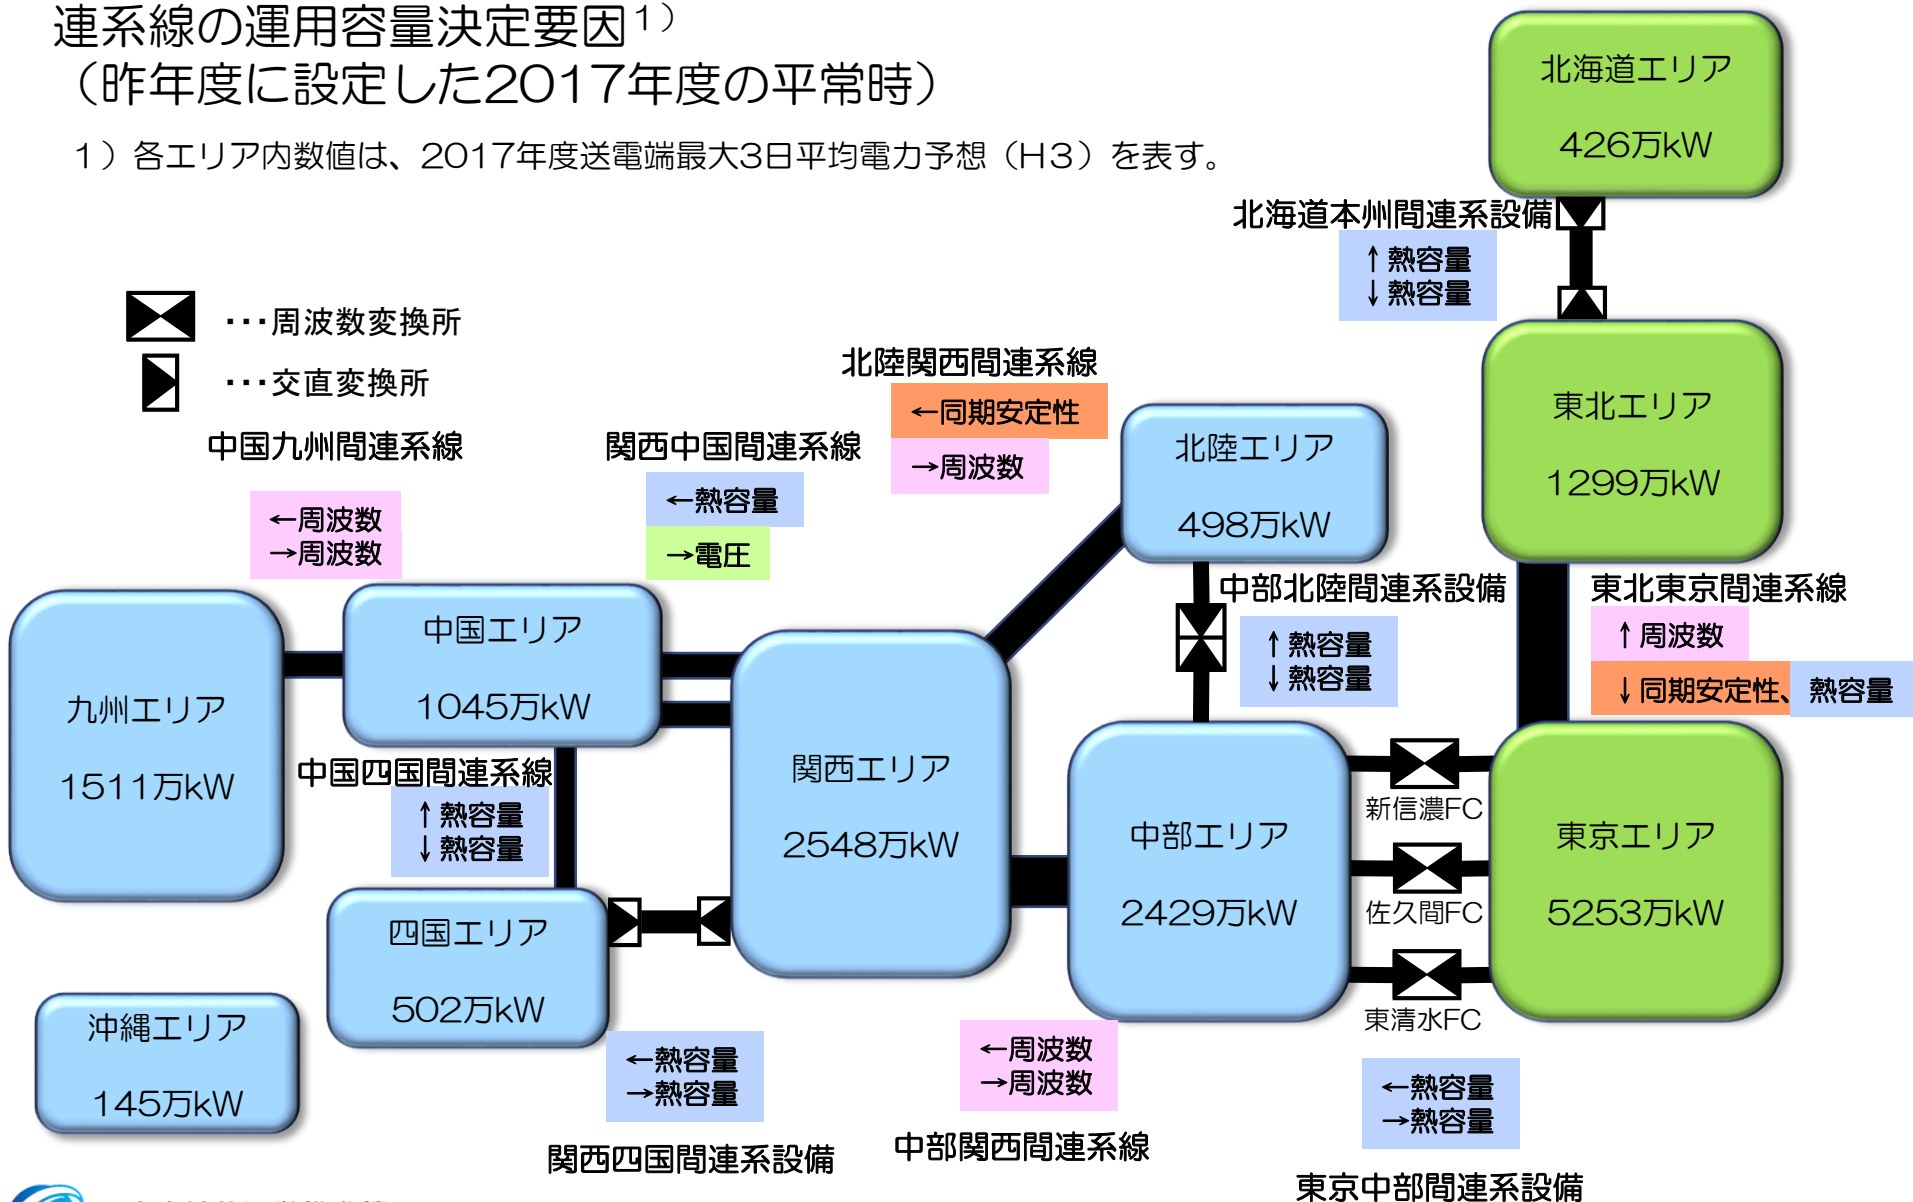 連系線の運用容量決定要因1）
（昨年度に設定した2017年度の平常時）
1）各エリア内数値は、2017年度送電端最大3日平均電力予想（H3）を表す。
北海道エリア
426万kW
北海道本州間連系設備
↑熱容量
↓熱容量
･･･周波数変換所
･･･交直変換所
北陸関西間連系線
←同期安定性
→周波数
中国九州間連系線
←周波数
→周波数
関西中国間連系線
←熱容量
→電圧
北陸エリア
498万kW
東北エリア
1299万kW
中部北陸間連系設備
↑熱容量
↓熱容量
東北東京間連系線
↑周波数
↓同期安定性、熱容量
九州エリア
1511万kW
中国エリア
1045万kW
中国四国間連系線
↑熱容量
↓熱容量
関西エリア
2548万kW
中部エリア
2429万kW
新信濃FC
佐久間FC
東清水FC
東京エリア
5253万kW
四国エリア
502万kW
沖縄エリア
145万kW
←熱容量
→熱容量
関西四国間連系設備
←周波数
→周波数
中部関西間連系線
←熱容量
→熱容量
東京中部間連系設備